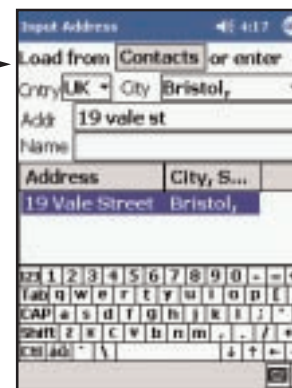 Input Address 4:17
Load from Contacts or enter
Cntry UK City Bristol,
Addr 19 vale st
Name
Address City, S...
19 Vale Street Bristol,
123 1 2 3 4 5 6 7 8 9 0 - =
Tab q w e r t y u i o p [
CAP a s d f g h j k l ; '
Shift z x c v b n m , . /
Ctl áü ` \